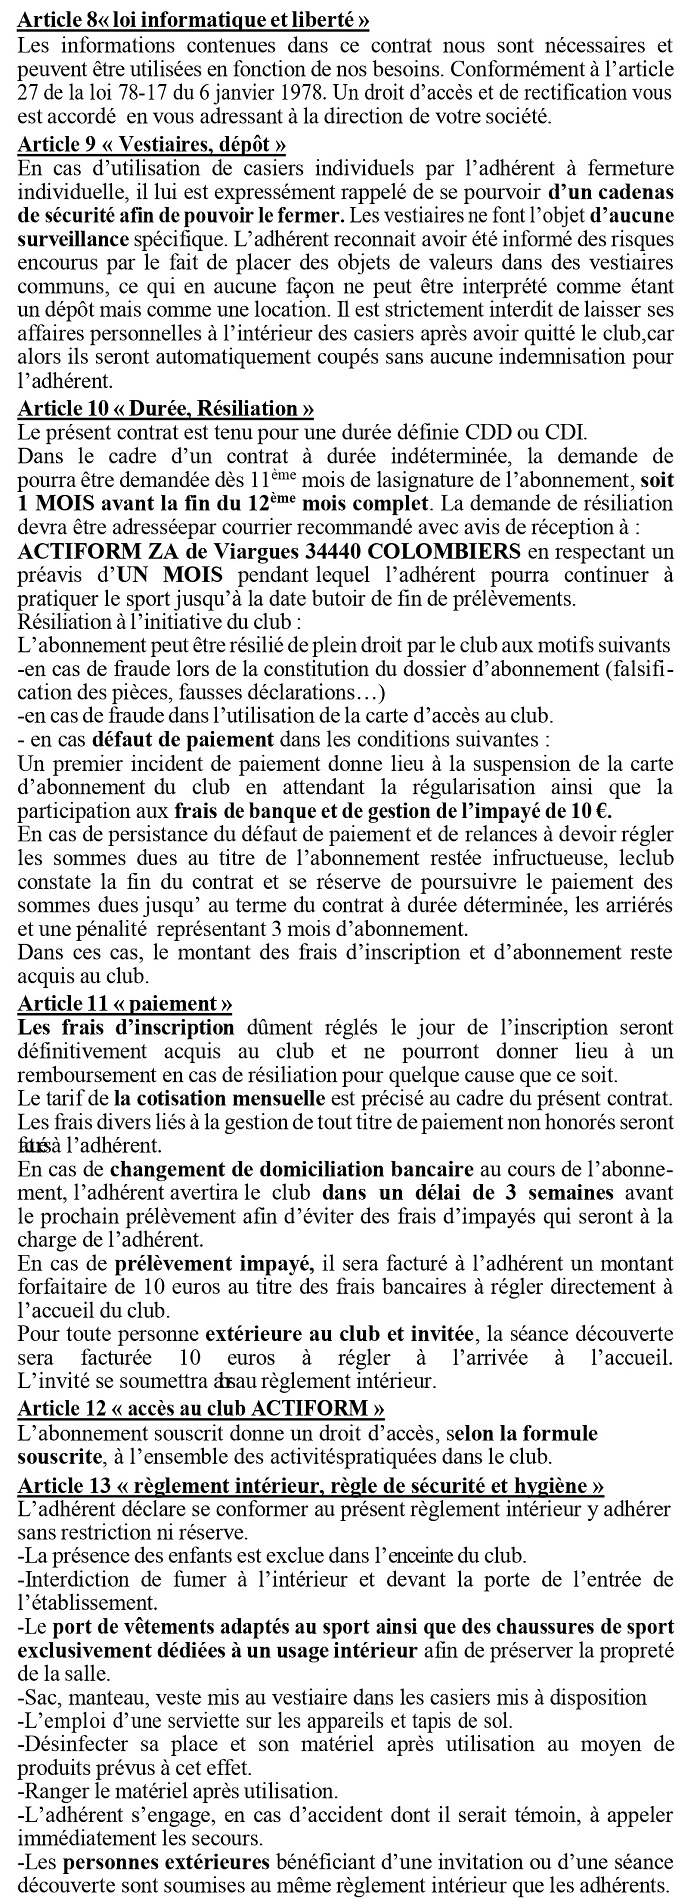 Article 8« loi informatique et liberté »
Les informations contenues dans ce contrat nous sont nécessaires et
peuvent être utilisées en fonction de nos besoins. Conformément à l’article
27 de la loi 78-17 du 6 janvier 1978. Un droit d’accès et de rectification vous
est accordé en vous adressant à la direction de votre société.
Article 9 « Vestiaires, dépôt »
En cas d’utilisation de casiers individuels par l’adhérent à fermeture
individuelle, il lui est expressément rappelé de se pourvoir d’un cadenas
de sécurité afin de pouvoir le fermer. Les vestiaires ne font l’objet d’aucune
surveillance spécifique. L’adhérent reconnait avoir été informé des risques
encourus par le fait de placer des objets de valeurs dans des vestiaires
communs, ce qui en aucune façon ne peut être interprété comme étant
un dépôt mais comme une location. Il est strictement interdit de laisser ses
affaires personnelles à l’intérieur des casiers après avoir quitté le club,car
alors ils seront automatiquement coupés sans aucune indemnisation pour
l’adhérent.
Article 10 « Durée, Résiliation »
Le présent contrat est tenu pour une durée définie CDD ou CDI.
Dans le cadre d’un contrat à durée indéterminée, la demande de
pourra être demandée dès 11ème mois de lasignature de l’abonnement, soit
1 MOIS avant la fin du 12ème mois complet. La demande de résiliation
devra être adresséepar courrier recommandé avec avis de réception à :
ACTIFORM ZA de Viargues 34440 COLOMBIERS en respectant un
préavis d’UN MOIS pendant lequel l’adhérent pourra continuer à
pratiquer le sport jusqu’à la date butoir de fin de prélèvements.
Résiliation à l’initiative du club :
L’abonnement peut être résilié de plein droit par le club aux motifs suivants
-en cas de fraude lors de la constitution du dossier d’abonnement (falsifi-
cation des pièces, fausses déclarations…)
-en cas de fraude dans l’utilisation de la carte d’accès au club.
- en cas défaut de paiement dans les conditions suivantes :
Un premier incident de paiement donne lieu à la suspension de la carte
d’abonnement du club en attendant la régularisation ainsi que la
participation aux frais de banque et de gestion de l’impayé de 10 €.
En cas de persistance du défaut de paiement et de relances à devoir régler
les sommes dues au titre de l’abonnement restée infructueuse, leclub
constate la fin du contrat et se réserve de poursuivre le paiement des
sommes dues jusqu’ au terme du contrat à durée déterminée, les arriérés
et une pénalité représentant 3 mois d’abonnement.
Dans ces cas, le montant des frais d’inscription et d’abonnement reste
acquis au club.
Article 11 « paiement »
Les frais d’inscription dûment réglés le jour de l’inscription seront
définitivement acquis au club et ne pourront donner lieu à un
remboursement en cas de résiliation pour quelque cause que ce soit.
Le tarif de la cotisation mensuelle est précisé au cadre du présent contrat.
Les frais divers liés à la gestion de tout titre de paiement non honorés seront
à l’adhérent.
En cas de changement de domiciliation bancaire au cours de l’abonne-
ment, l’adhérent avertira le club dans un délai de 3 semaines avant
le prochain prélèvement afin d’éviter des frais d’impayés qui seront à la
charge de l’adhérent.
En cas de prélèvement impayé, il sera facturé à l’adhérent un montant
forfaitaire de 10 euros au titre des frais bancaires à régler directement à
l’accueil du club.
Pour toute personne extérieure au club et invitée, la séance découverte
sera facturée 10 euros à régler à l’arrivée à l’accueil.
L’invité se soumettra au règlement intérieur.
Article 12 « accès au club ACTIFORM »
L’abonnement souscrit donne un droit d’accès, selon la formule
souscrite, à l’ensemble des activitéspratiquées dans le club.
Article 13 « règlement intérieur, règle de sécurité et hygiène »
L’adhérent déclare se conformer au présent règlement intérieur y adhérer
sans restriction ni réserve.
-La présence des enfants est exclue dans l’enceinte du club.
-Interdiction de fumer à l’intérieur et devant la porte de l’entrée de
l’établissement.
-Le port de vêtements adaptés au sport ainsi que des chaussures de sport
exclusivement dédiées à un usage intérieur afin de préserver la propreté
de la salle.
-Sac, manteau, veste mis au vestiaire dans les casiers mis à disposition
-L’emploi d’une serviette sur les appareils et tapis de sol.
-Désinfecter sa place et son matériel après utilisation au moyen de
produits prévus à cet effet.
-Ranger le matériel après utilisation.
-L’adhérent s’engage, en cas d’accident dont il serait témoin, à appeler
immédiatement les secours.
-Les personnes extérieures bénéficiant d’une invitation ou d’une séance
découverte sont soumises au même règlement intérieur que les adhérents.